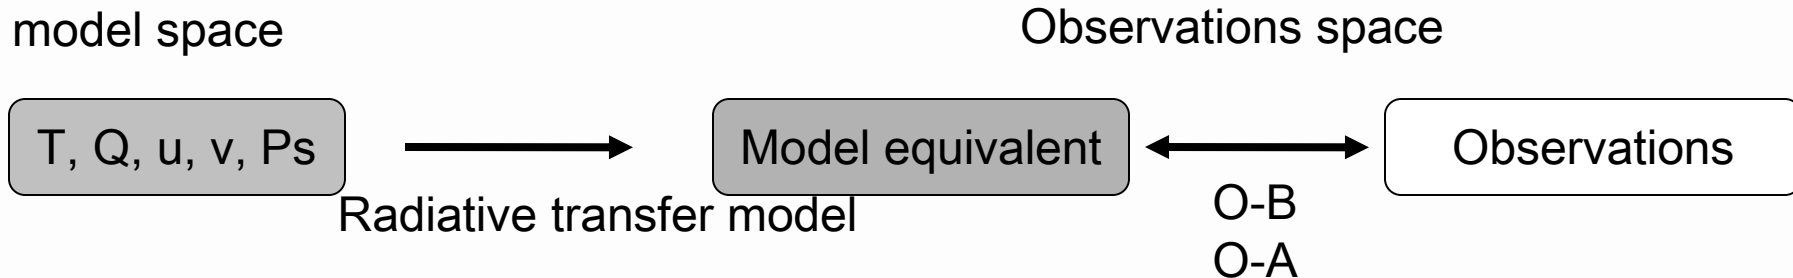 model space
Observations space
T, Q, u, v, Ps
Model equivalent
Observations
Radiative transfer model
O-B
O-A